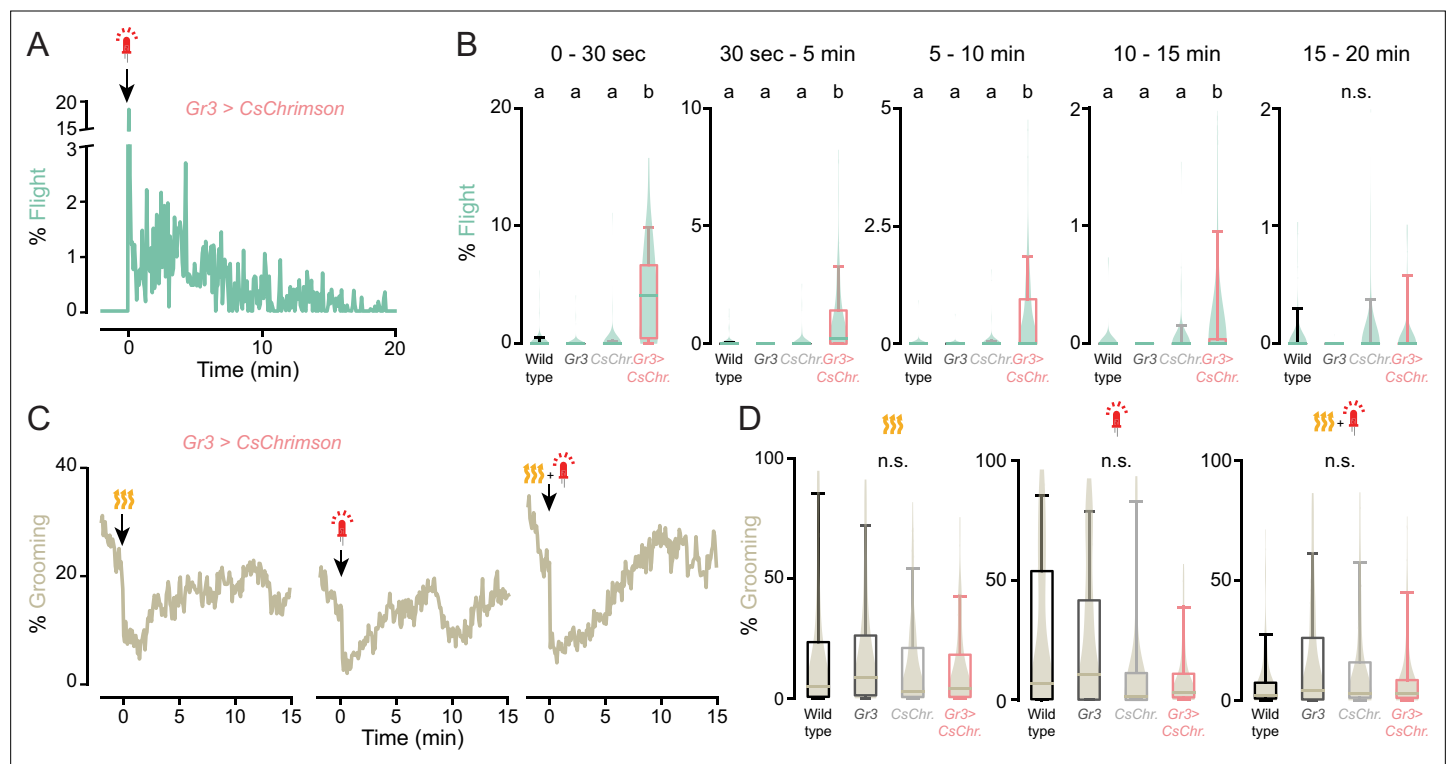 A
Gr3 > CsChrimson
% Flight
20
15
3
2
1
0
0 10 20
Time (min)
B
0 - 30 sec
30 sec - 5 min
5 - 10 min
10 - 15 min
15 - 20 min
a a a b
a a a b
a a a b
a a a b
n.s.
% Flight
20
10
0
10
5
0
5
2.5
0
2
1
0
2
1
0
Wild type Gr3 CsChr. Gr3> CsChr.
Wild type Gr3 CsChr. Gr3> CsChr.
Wild type Gr3 CsChr. Gr3> CsChr.
Wild type Gr3 CsChr. Gr3> CsChr.
Wild type Gr3 CsChr. Gr3> CsChr.
C
Gr3 > CsChrimson
+
% Grooming
40
20
0
0 5 10 15
0 5 10 15
0 5 10 15
Time (min)
D
+
n.s.
n.s.
n.s.
% Grooming
100
50
0
100
50
0
100
50
0
Wild type Gr3 CsChr. Gr3> CsChr.
Wild type Gr3 CsChr. Gr3> CsChr.
Wild type Gr3 CsChr. Gr3> CsChr.